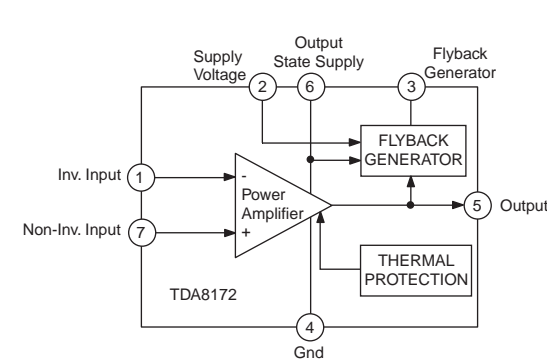 Supply
Voltage
Output
State Supply
Flyback
Generator
2
6
3
FLYBACK
GENERATOR
Inv. Input
1
-
Power
Amplifier
+
Non-Inv. Input
7
5
Output
THERMAL
PROTECTION
TDA8172
4
Gnd